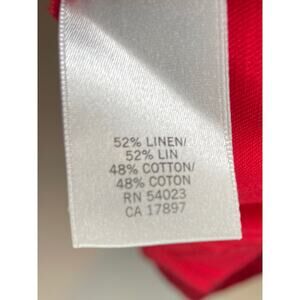 52% LINEN/
52% LIN
48% COTTON/
48% COTON
RN 54023
CA 17897